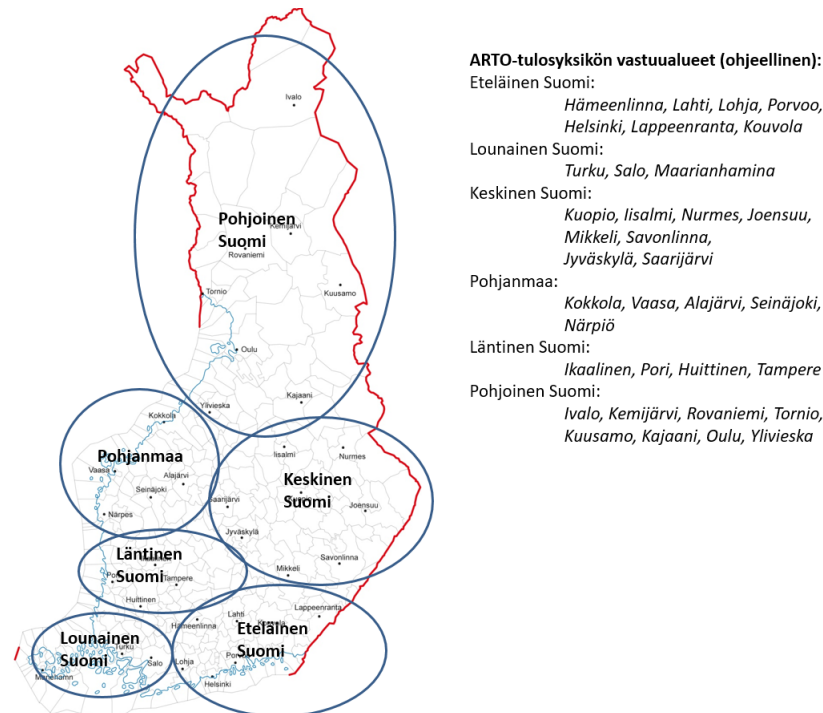 Ivalo
Pohjoinen
Suomi
Kemijärvi
Rovaniemi
Tornio
Kuusamo
Oulu
Kajaani
Ylivieska
Kokkola
Pohjanmaa
Vaasa
Alajärvi
Seinäjoki
Närpes
Iisalmi
Nurmes
Keskinen
Suomi
Saarijärvi
Joensuu
Jyväskylä
Savonlinna
Mikkeli
Läntinen
Suomi
Tampere
Huittinen
Lappeenranta
Lahti
Hämeenlinna
Eteläinen
Suomi
Lounainen
Suomi
Turku
Salo
Lohja
Helsinki
ARTO-tulosyksikön vastuualueet (ohjeellinen):
Eteläinen Suomi:
Hämeenlinna, Lahti, Lohja, Porvoo,
Helsinki, Lappeenranta, Kouvola
Lounainen Suomi:
Turku, Salo, Maarianhamina
Keskinen Suomi:
Kuopio, Iisalmi, Nurmes, Joensuu,
Mikkeli, Savonlinna,
Jyväskylä, Saarijärvi
Pohjanmaa:
Kokkola, Vaasa, Alajärvi, Seinäjoki,
Närpiö
Läntinen Suomi:
Ikaalinen, Pori, Huittinen, Tampere
Pohjoinen Suomi:
Ivalo, Kemijärvi, Rovaniemi, Tornio,
Kuusamo, Kajaani, Oulu, Ylivieska